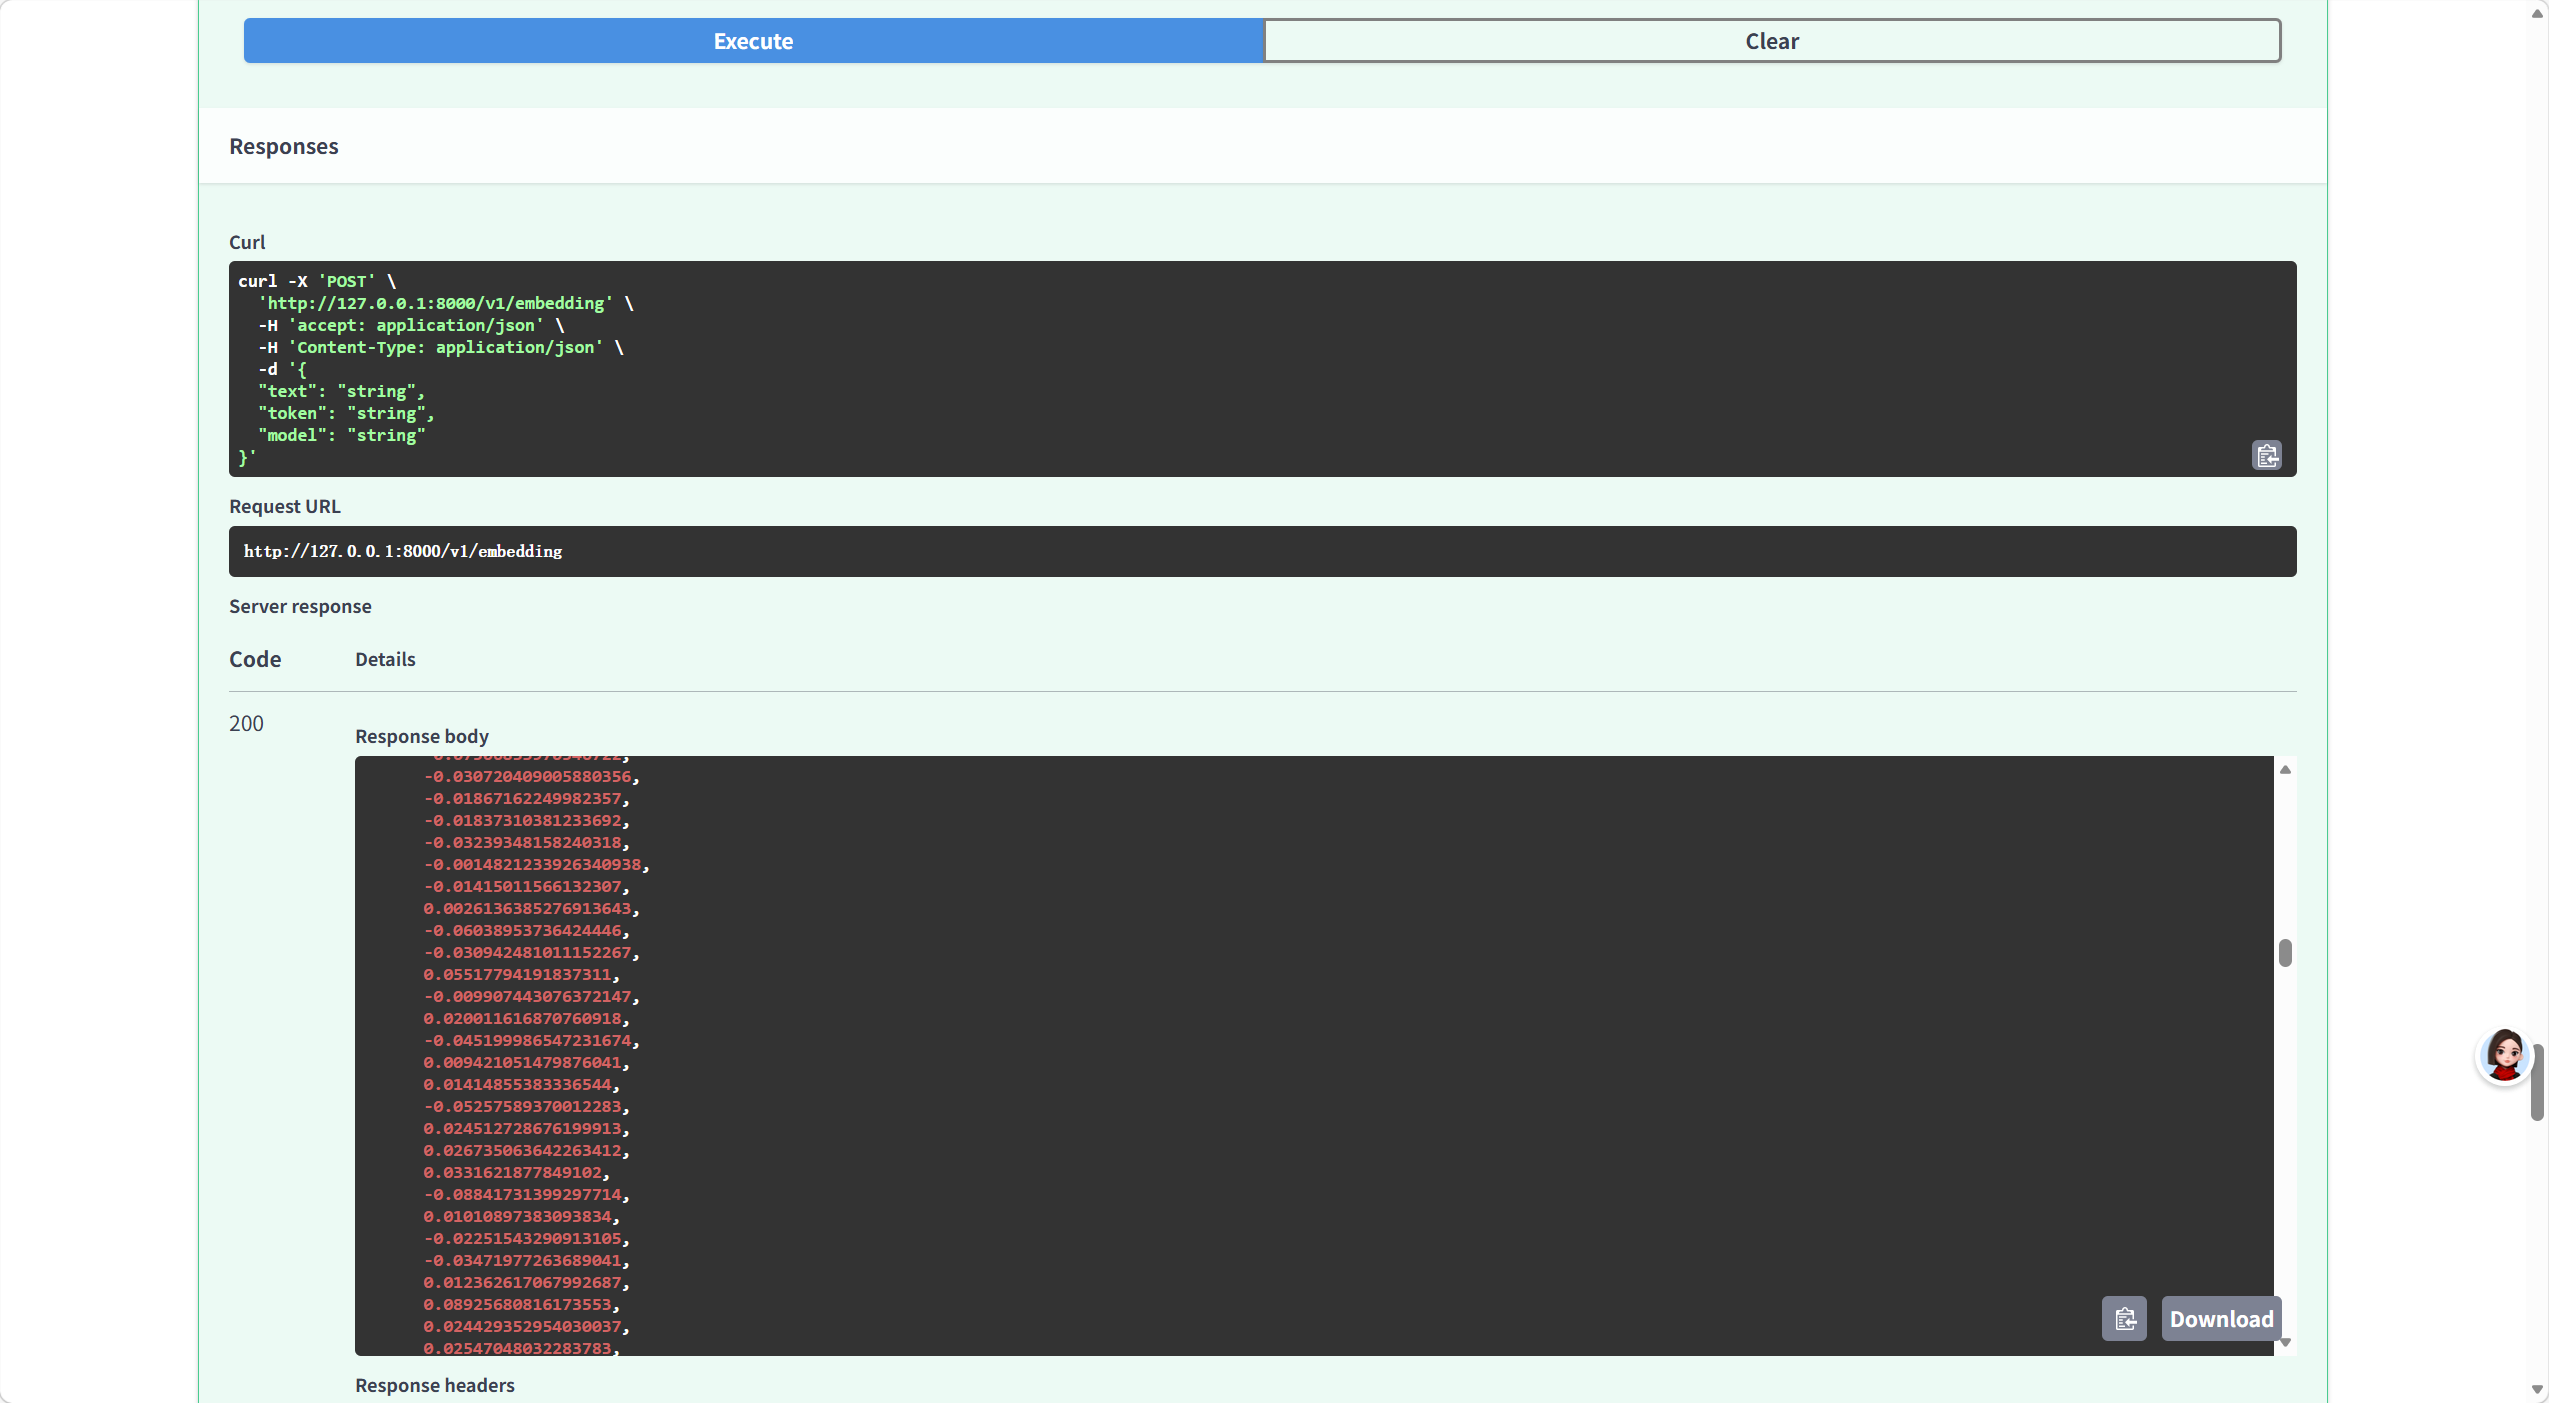 Execute
Clear
Responses
Curl
curl -X 'POST' \
'http://127.0.0.1:8000/v1/embedding' \
-H 'accept: application/json' \
-H 'Content-Type: application/json' \
-d '{
"text": "string",
"token": "string",
"model": "string"
}'
Request URL
http://127.0.0.1:8000/v1/embedding
Server response
Code Details
200
Response body
-0.030720409005880356,
-0.01867162249982357,
-0.01837310381233692,
-0.03239348158240318,
-0.0014821233926340938,
-0.01415011566132307,
0.0026136385276913643,
-0.06038953736424446,
-0.030942481011152267,
0.05517794191837311,
-0.009907443076372147,
0.020011616870760918,
-0.045199986547231674,
0.009421051479876041,
0.01414855383336544,
-0.05257589370012283,
0.024512728676199913,
0.026735063642263412,
0.0331621877849102,
-0.08841731399297714,
0.01010897383093834,
-0.02251543290913105,
-0.03471977263689041,
0.012362617067992687,
0.08925680816173553,
0.024429352954030037,
0.02547048032283783,
Download
Response headers